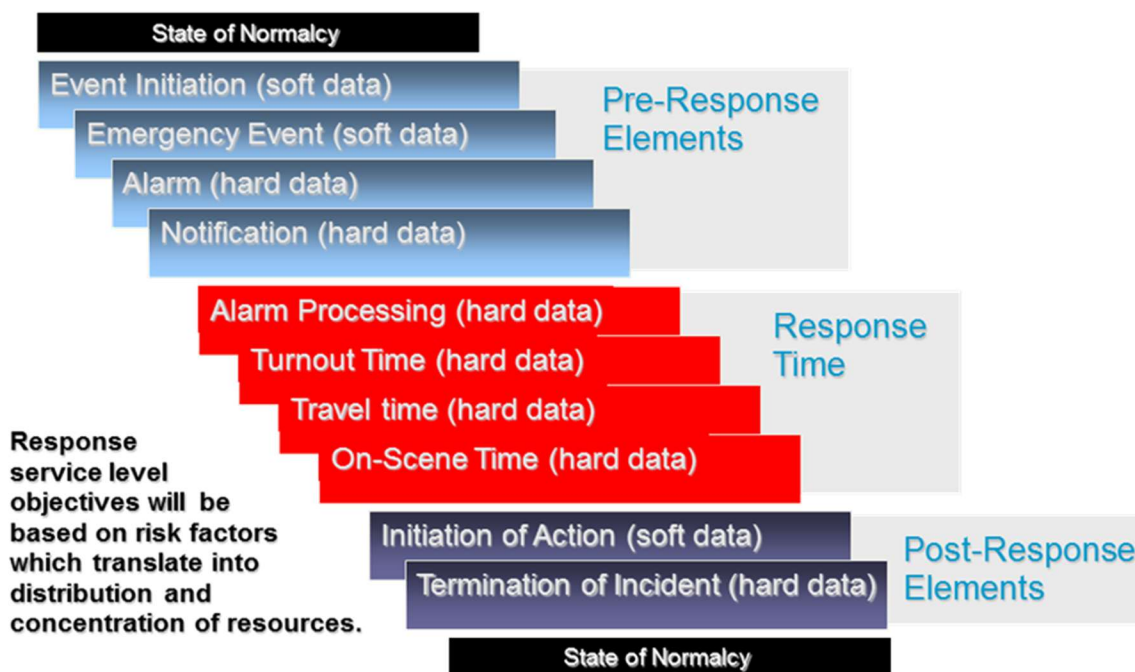 State of Normalcy
Event Initiation (soft data)
Emergency Event (soft data)
Alarm (hard data)
Notification (hard data)
Pre-Response
Elements
Alarm Processing (hard data)
Turnout Time (hard data)
Travel time (hard data)
On-Scene Time (hard data)
Response
Time
Response
service level
objectives will be
based on risk factors
which translate into
distribution and
concentration of resources.
Initiation of Action (soft data)
Termination of Incident (hard data)
Post-Response
Elements
State of Normalcy